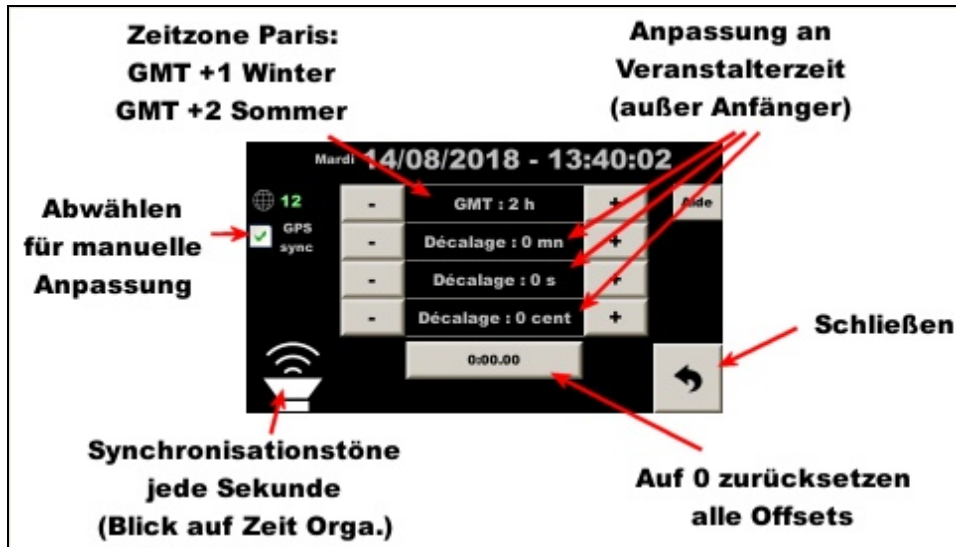 Zeitzone Paris:
GMT +1 Winter
GMT +2 Sommer
Anpassung an
Veranstalterzeit
(außer Anfänger)
Mardi 14/08/2018 - 13:40:02
12
- GMT : 2 h + Aide
Abwählen
für manuelle
Anpassung
GPS
sync
- Décalage : 0 mn +
- Décalage : 0 s +
- Décalage : 0 cent +
Schließen
0:00.00
Synchronisationstöne
jede Sekunde
(Blick auf Zeit Orga.)
Auf 0 zurücksetzen
alle Offsets